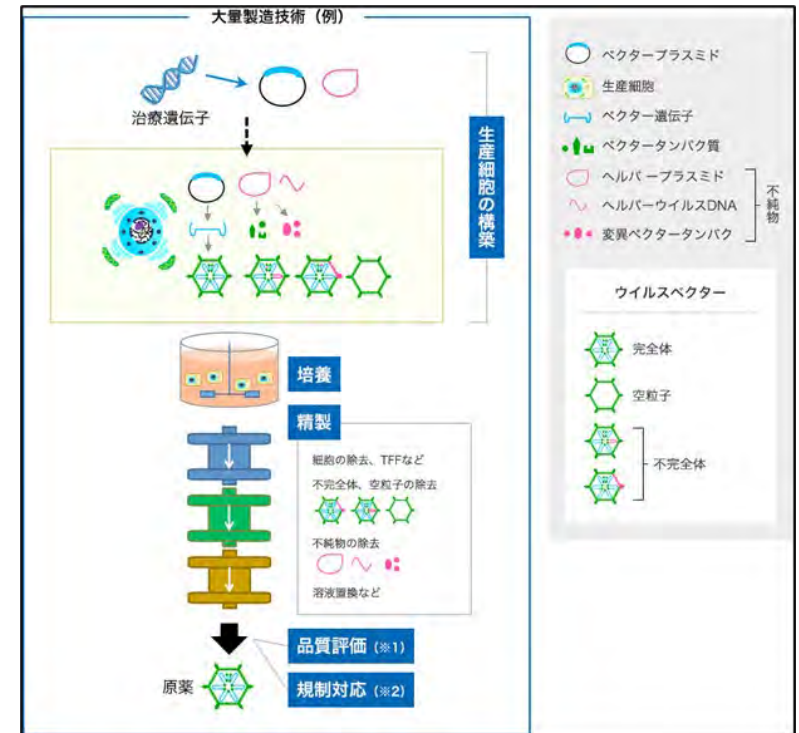 大量製造技術（例）
治療遺伝子
生産細胞の構築
培養
精製
細胞の除去、TFFなど
不完全体、空粒子の除去
不純物の除去
溶液置換など
品質評価（※1）
規制対応（※2）
原薬
ベクタープラスミド
生産細胞
ベクター遺伝子
ベクタータンパク質
ヘルパープラスミド
ヘルパーウイルスDNA
変異ベクタータンパク
不純物
ウイルスベクター
完全体
空粒子
不完全体